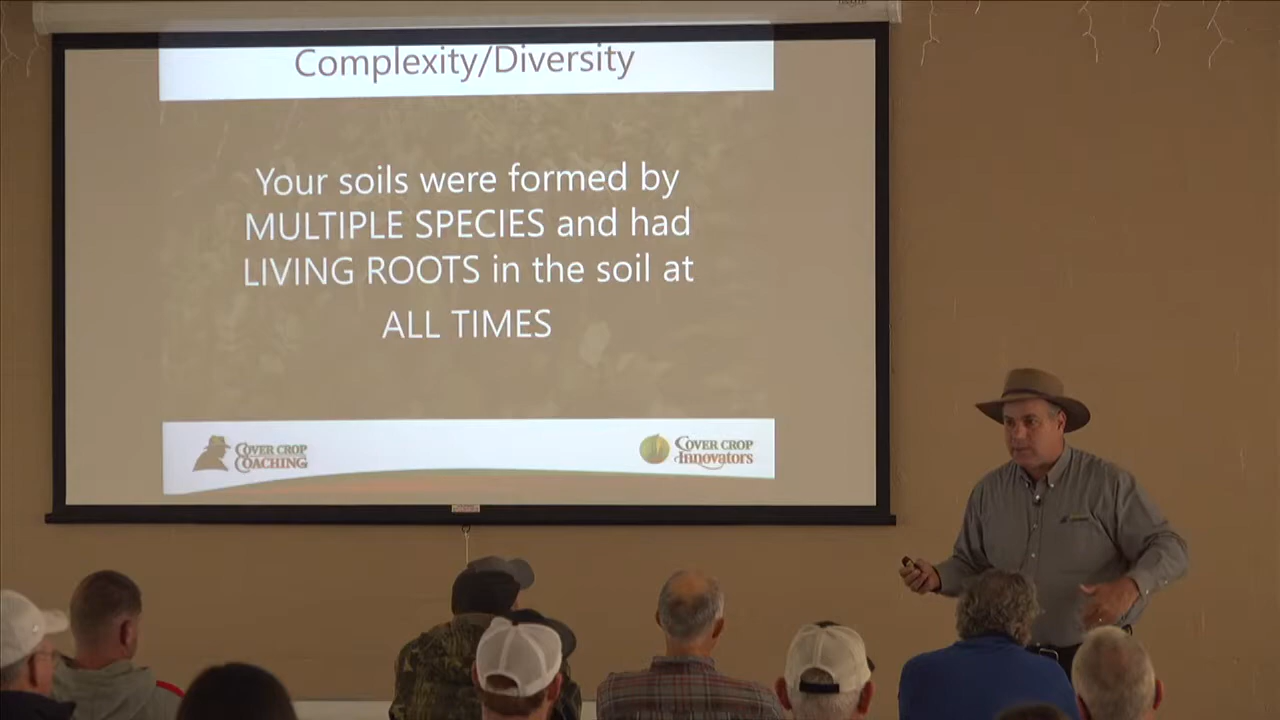 Complexity/Diversity
Your soils were formed by
MULTIPLE SPECIES and had
LIVING ROOTS in the soil at
ALL TIMES
COVER CROP
COACHING
COVER CROP
Innovators